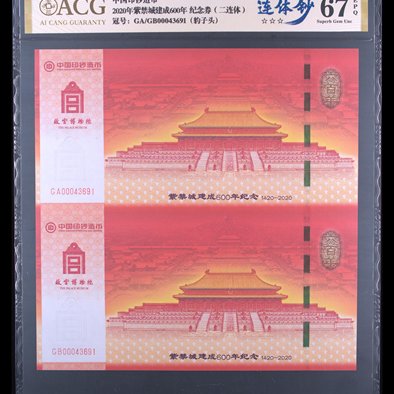 ACG
AI CANG GUARANTY
中国印钞造币
2020年紫禁城建成600年 纪念券（二连体）
冠号：GA/GB00043691（豹子头）
连体钞
☆☆☆
67
EPQ
Superb Gem Unc
中国印钞造币
宫
故宫博物院
THE PALACE MUSEUM
GA00043691
紫禁城建成600年纪念 1420-2020
中国印钞造币
宫
故宫博物院
THE PALACE MUSEUM
GB00043691
紫禁城建成600年纪念 1420-2020